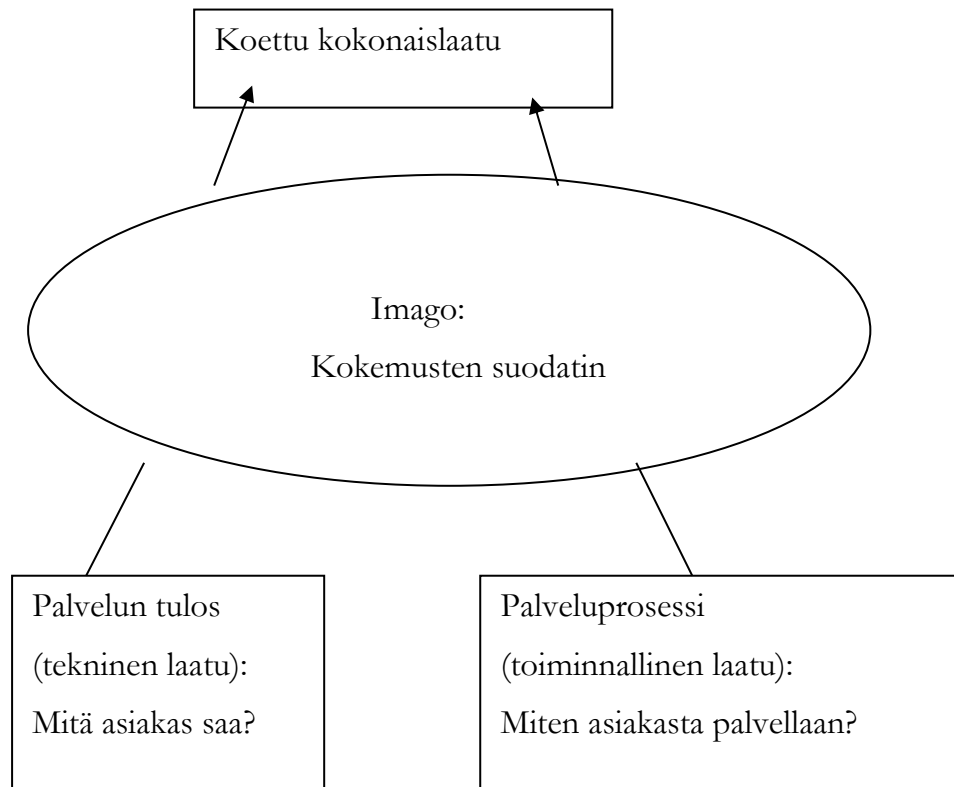 Koettu kokonaislaatu
Imago:
Kokemusten suodatin
Palvelun tulos
(tekninen laatu):
Mitä asiakas saa?
Palveluprosessi
(toiminnallinen laatu):
Miten asiakasta palvellaan?